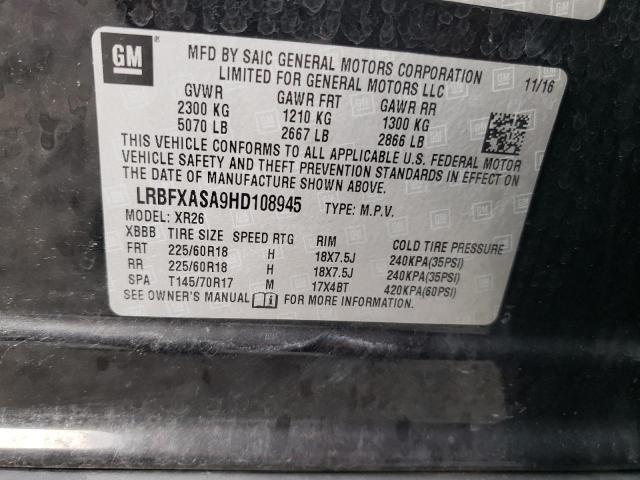 GM
MFD BY SAIC GENERAL MOTORS CORPORATION
LIMITED FOR GENERAL MOTORS LLC
11/16
GVWR GAWR FRT GAWR RR
2300 KG 1210 KG 1300 KG
5070 LB 2667 LB 2866 LB
THIS VEHICLE CONFORMS TO ALL APPLICABLE U.S. FEDERAL MOTOR
VEHICLE SAFETY AND THEFT PREVENTION STANDARDS IN EFFECT ON
THE DATE OF MANUFACTURE SHOWN ABOVE.
LRBFXASA9HD108945 TYPE: M.P.V.
MODEL: XR26
XBBB TIRE SIZE SPEED RTG RIM COLD TIRE PRESSURE
FRT 225/60R18 H 18X7.5J 240KPA(35PSI)
RR 225/60R18 H 18X7.5J 240KPA(35PSI)
SPA T145/70R17 M 17X4BT 420KPA(60PSI)
SEE OWNER'S MANUAL FOR MORE INFORMATION.